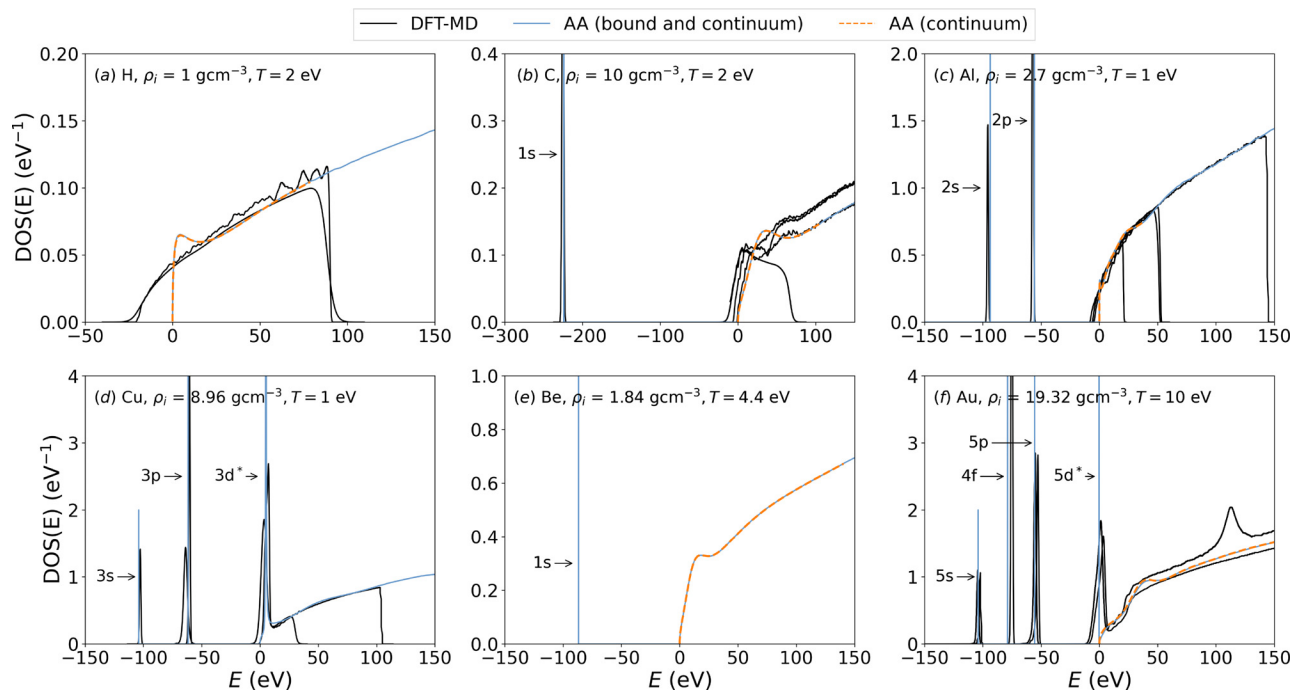 DFT-MD AA (bound and continuum) AA (continuum)
(a) H, ρᵢ = 1 gcm⁻³, T = 2 eV
(b) C, ρᵢ = 10 gcm⁻³, T = 2 eV
(c) Al, ρᵢ = 2.7 gcm⁻³, T = 1 eV
DOS(E) (eV⁻¹)
0.20
0.15
0.10
0.05
0.00
−50 0 50 100 150
0.4
0.3
0.2
0.1
0.0
1s
−300 −200 −100 0 100
2.0
1.5
1.0
0.5
0.0
2p
2s
−150 −100 −50 0 50 100 150
(d) Cu, ρᵢ = 8.96 gcm⁻³, T = 1 eV
(e) Be, ρᵢ = 1.84 gcm⁻³, T = 4.4 eV
(f) Au, ρᵢ = 19.32 gcm⁻³, T = 10 eV
DOS(E) (eV⁻¹)
4
3
2
1
0
3p
3d*
3s
−150 −100 −50 0 50 100 150
E (eV)
1.0
0.8
0.6
0.4
0.2
0.0
1s
−150 −100 −50 0 50 100 150
E (eV)
4
3
2
1
0
5p
4f
5d*
5s
−150 −100 −50 0 50 100 150
E (eV)